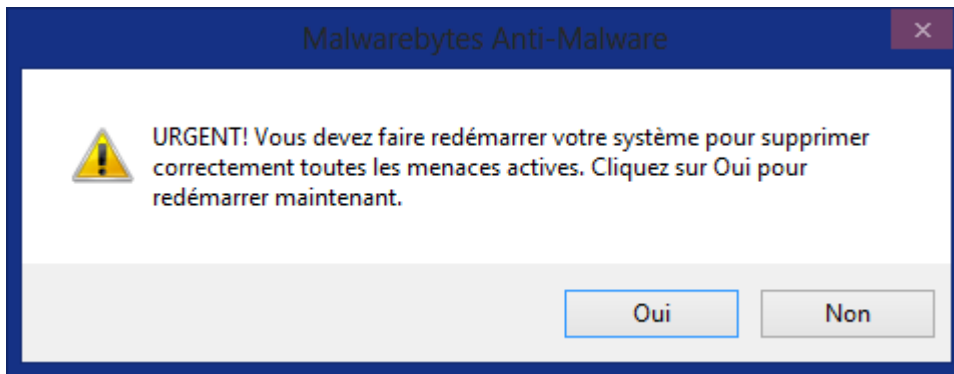 Malwarebytes Anti-Malware
URGENT! Vous devez faire redémarrer votre système pour supprimer
correctement toutes les menaces actives. Cliquez sur Oui pour
redémarrer maintenant.
Oui
Non